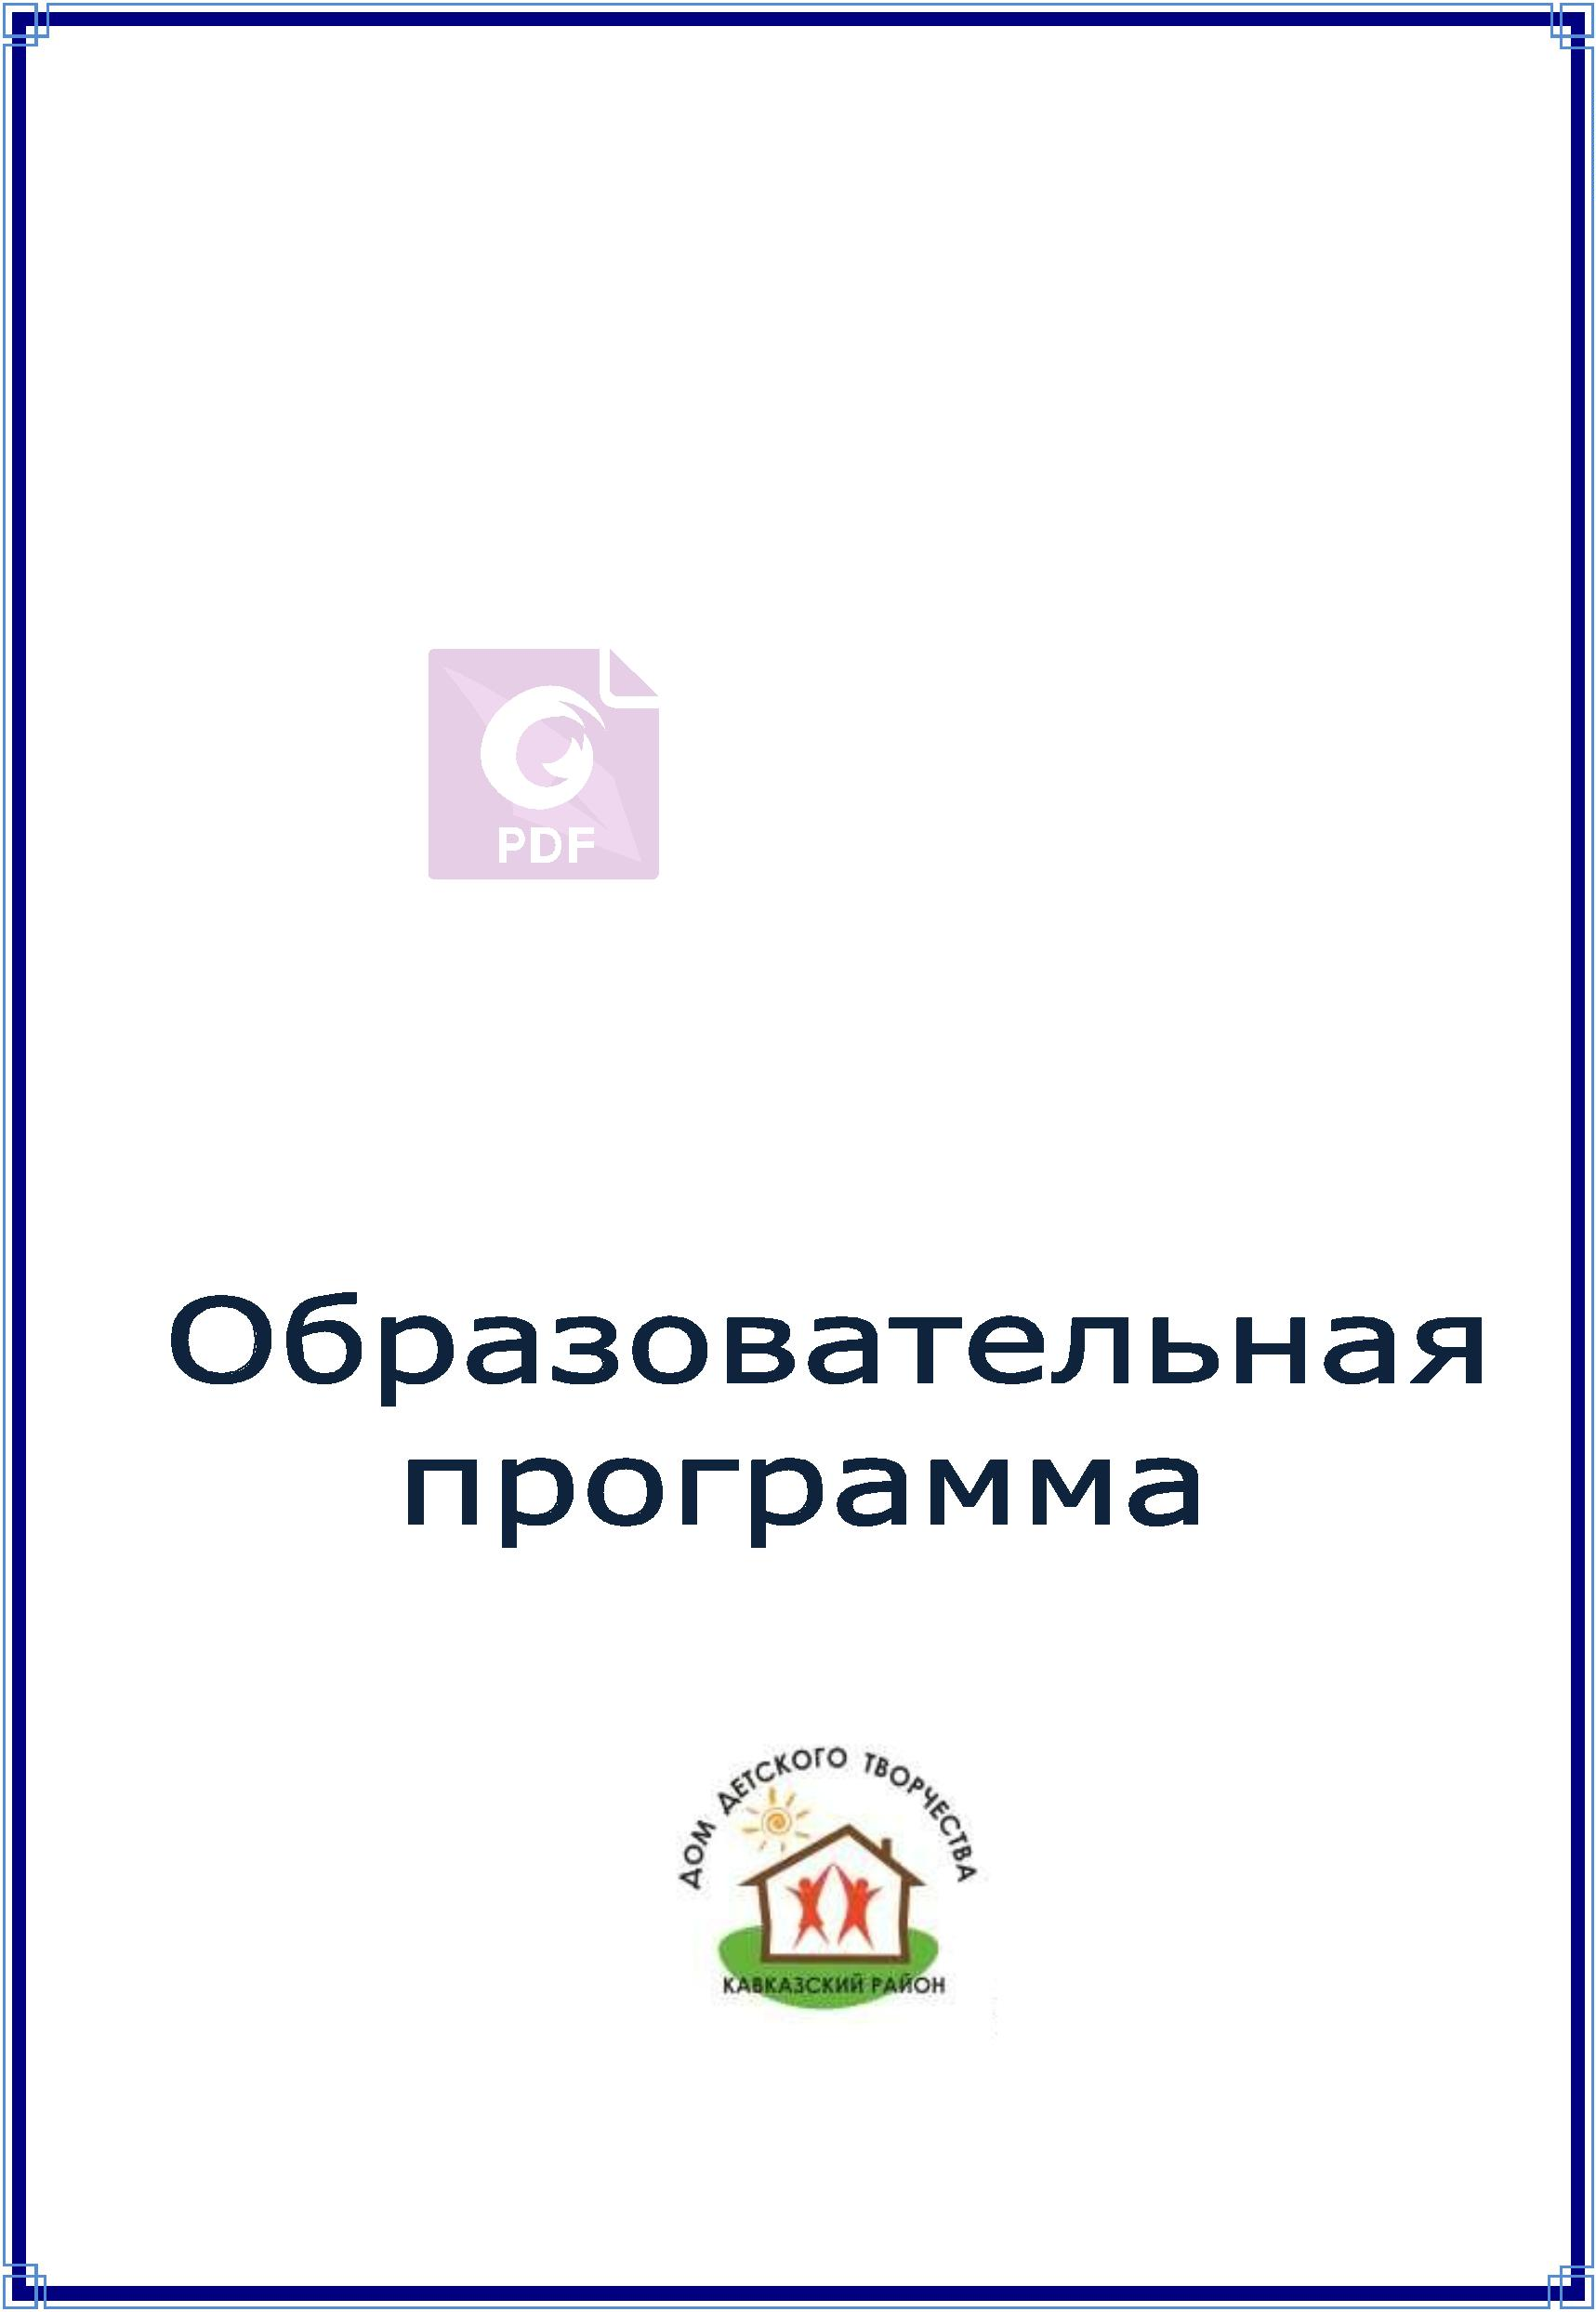 PDF
Образовательная
программа
ДОМ ДЕТСКОГО ТВОРЧЕСТВА
КАВКАЗСКИЙ РАЙОН